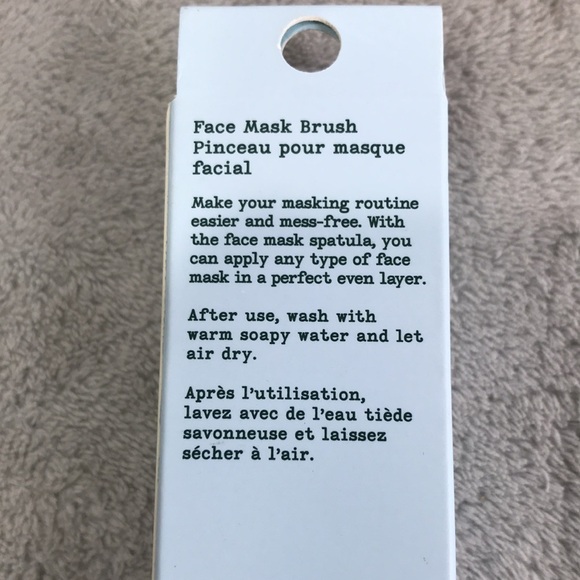 Face Mask Brush
Pinceau pour masque
facial
Make your masking routine
easier and mess-free. With
the face mask spatula, you
can apply any type of face
mask in a perfect even layer.
After use, wash with
warm soapy water and let
air dry.
Après l'utilisation,
lavez avec de l'eau tiède
savonneuse et laissez
sécher à l'air.